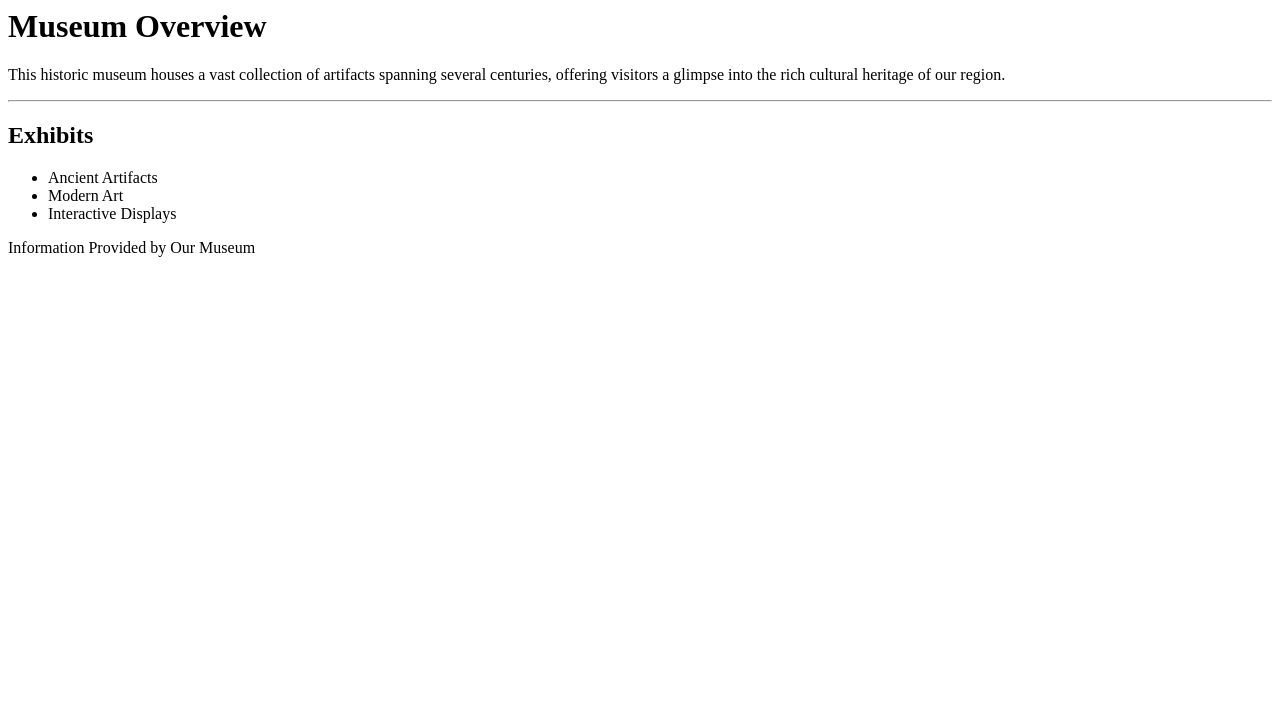 Museum Overview
This historic museum houses a vast collection of artifacts spanning several centuries, offering visitors a glimpse into the rich cultural heritage of our region.
Exhibits
Ancient Artifacts
Modern Art
Interactive Displays
Information Provided by Our Museum